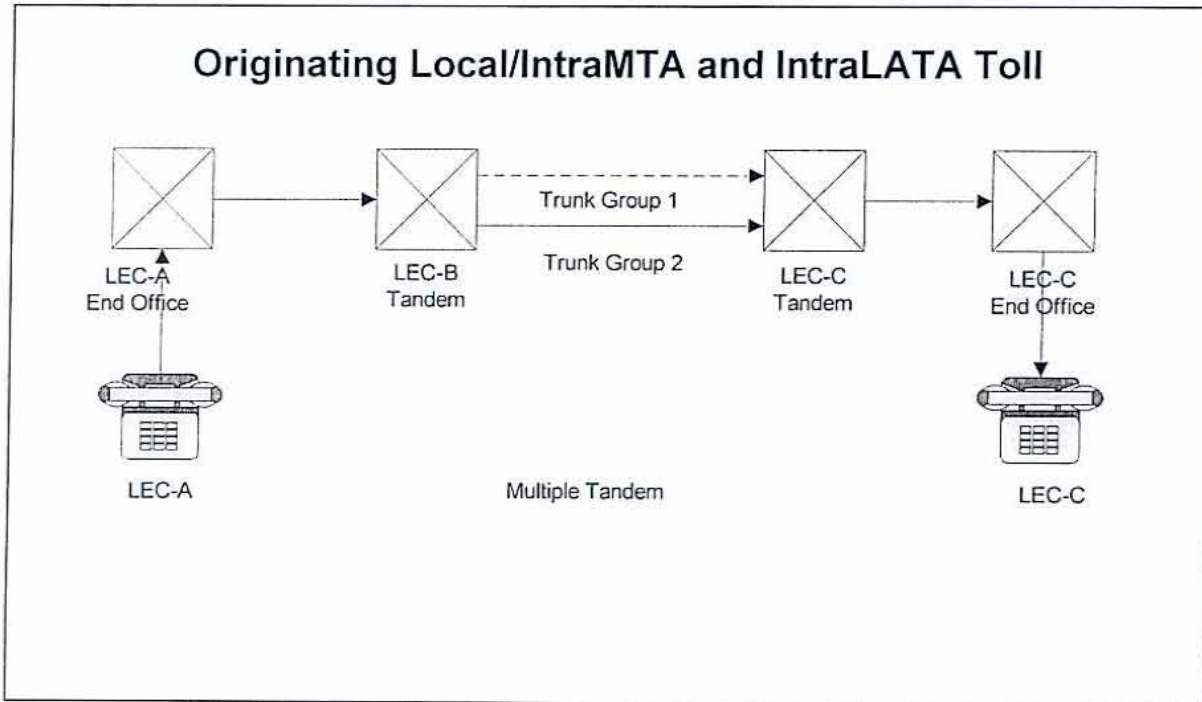 Originating Local/IntraMTA and IntraLATA Toll
Trunk Group 1
Trunk Group 2
LEC-A
End Office
LEC-B
Tandem
LEC-C
Tandem
LEC-C
End Office
LEC-A
Multiple Tandem
LEC-C